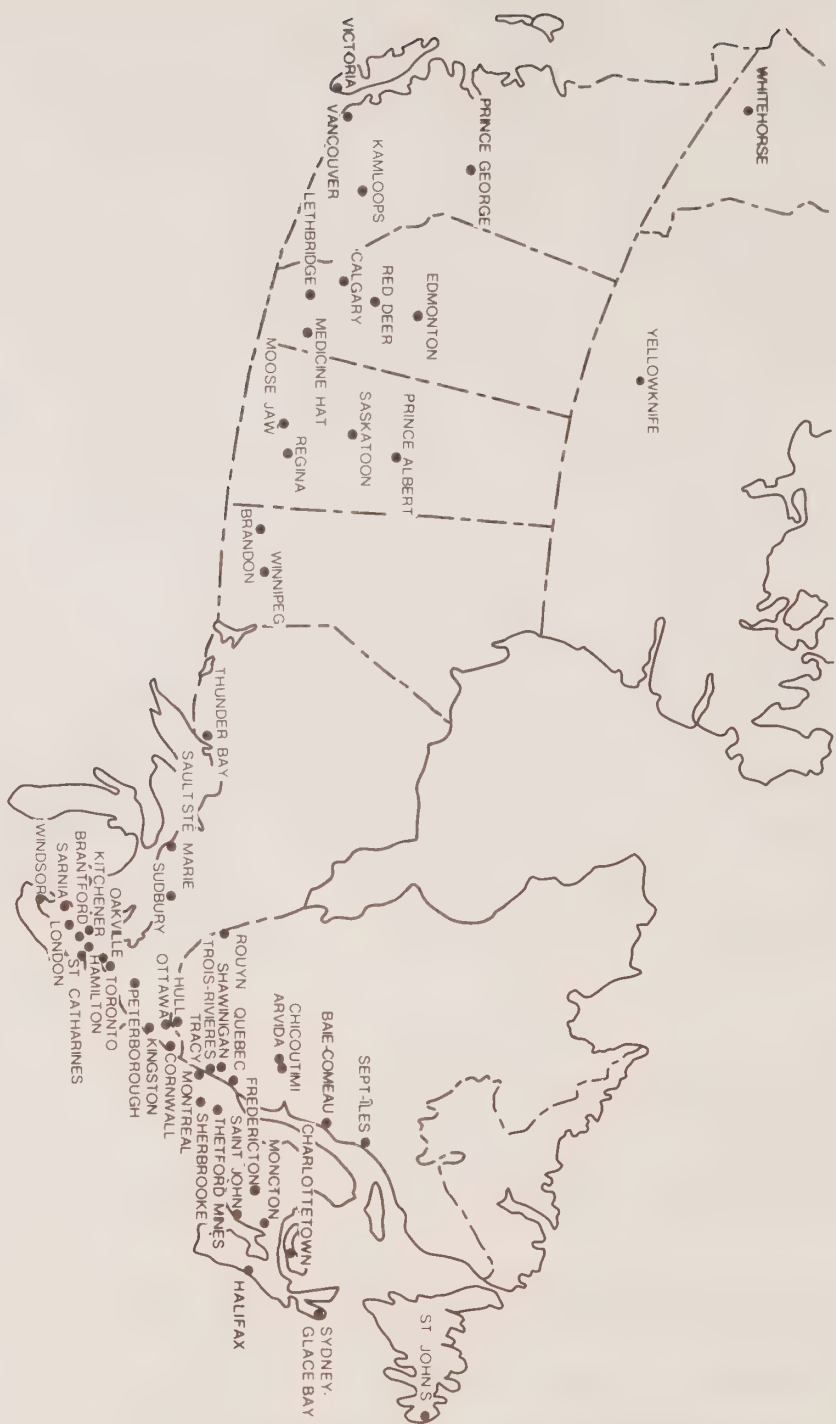 WHITEHORSE
YELLOWKNIFE
PRINCE GEORGE
VICTORIA
VANCOUVER
KAMLOOPS
EDMONTON
RED DEER
CALGARY
LETHBRIDGE
MEDICINE HAT
PRINCE ALBERT
SASKATOON
MOOSE JAW
REGINA
BRANDON
WINNIPEG
THUNDER BAY
SAULT STE MARIE
SUDBURY
WINDSOR
SARNIA
LONDON
BRANTFORD
KITCHENER
ST CATHARINES
HAMILTON
OAKVILLE
TORONTO
PETERBOROUGH
KINGSTON
OTTAWA
HULL
CORNWALL
MONTREAL
ROUYN
TRACY
TROIS-RIVIERES
SHAWINIGAN
QUEBEC
SHERBROOKE
THETFORD MINES
ARVIDA
CHICOUTIMI
BAIE-COMEAU
SEPT-ÎLES
FREDERICTON
SAINT JOHN
MONCTON
CHARLOTTETOWN
HALIFAX
SYDNEY-
GLACE BAY
ST JOHN S